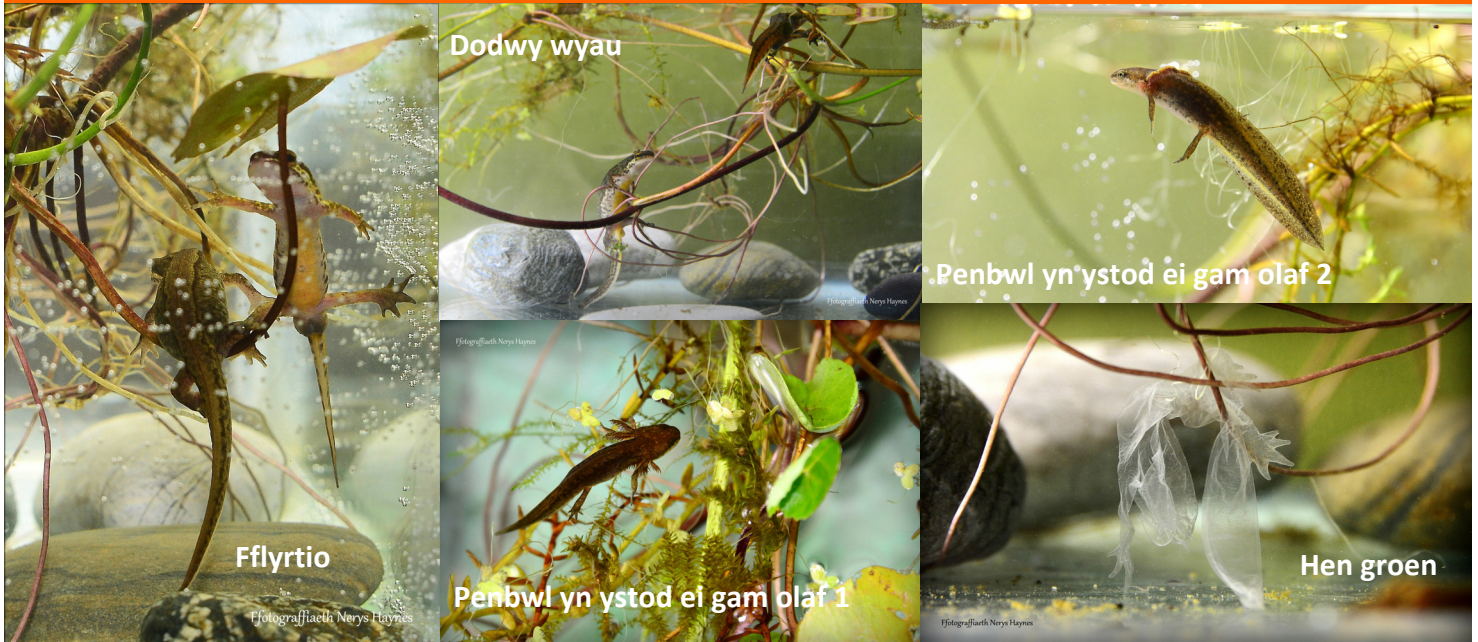 Fflyrtio
Ffotograffiaeth Nerys Haynes
Dodwy wyau
Ffotograffiaeth Nerys Haynes
Ffotograffiaeth Nerys Haynes
Penbwl yn ystod ei gam olaf 1
Penbwl yn ystod ei gam olaf 2
Hen groen
Ffotograffiaeth Nerys Haynes